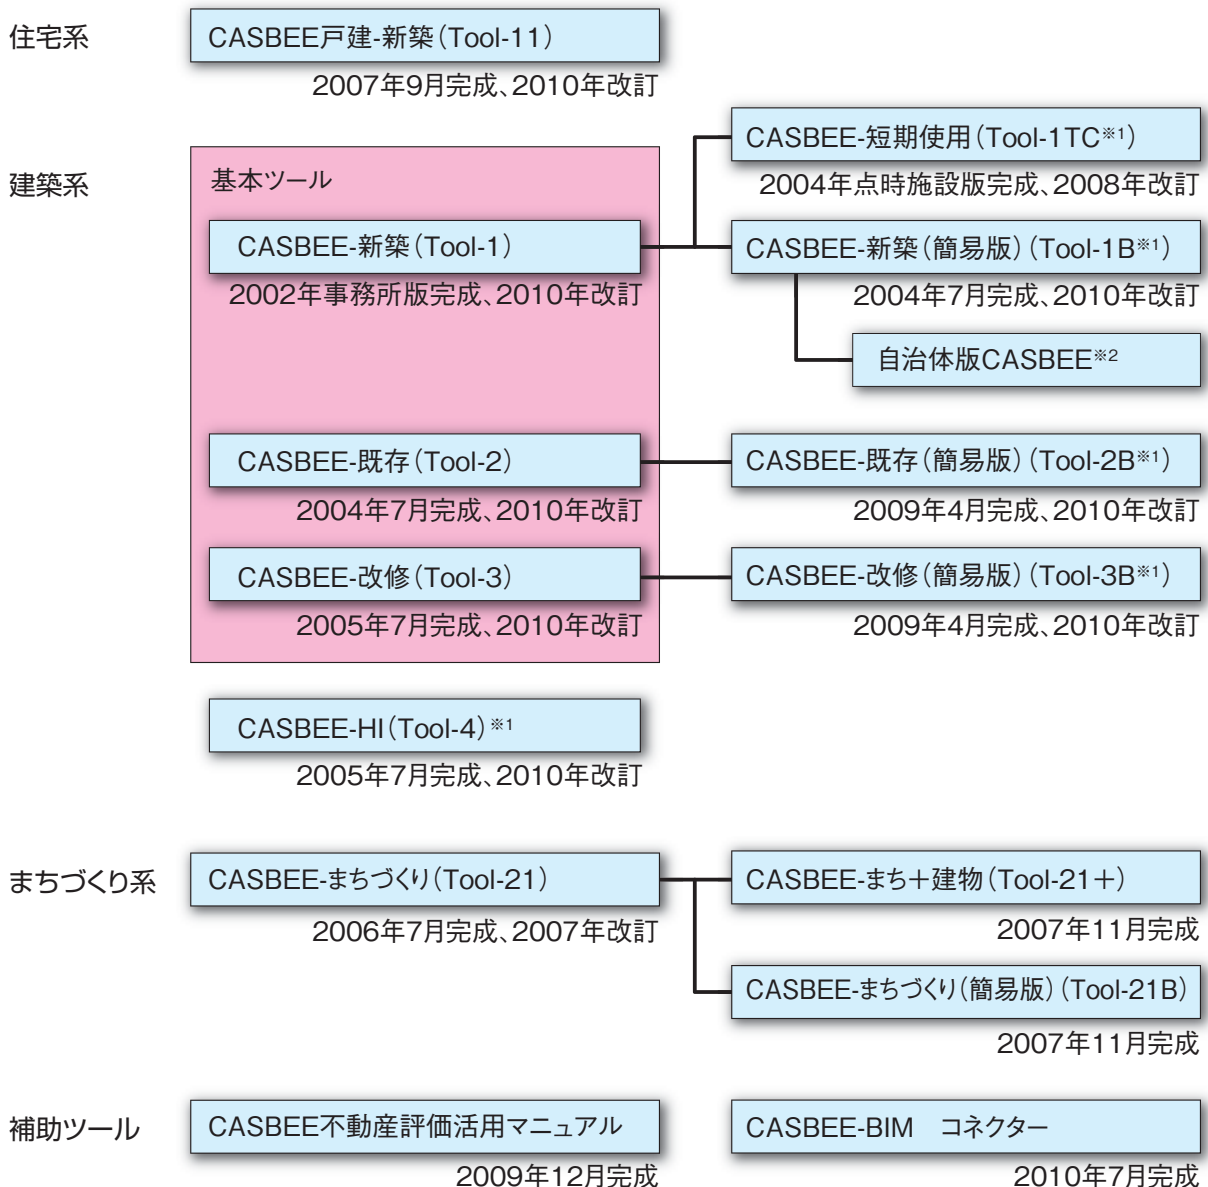 住宅系
CASBEE戸建-新築（Tool-11）
2007年9月完成、2010年改訂
建築系
基本ツール
CASBEE-短期使用（Tool-1TC※1）
2004年点時施設版完成、2008年改訂
CASBEE-新築（Tool-1）
2002年事務所版完成、2010年改訂
CASBEE-新築（簡易版）（Tool-1B※1）
2004年7月完成、2010年改訂
自治体版CASBEE※2
CASBEE-既存（Tool-2）
2004年7月完成、2010年改訂
CASBEE-既存（簡易版）（Tool-2B※1）
2009年4月完成、2010年改訂
CASBEE-改修（Tool-3）
2005年7月完成、2010年改訂
CASBEE-改修（簡易版）（Tool-3B※1）
2009年4月完成、2010年改訂
CASBEE-HI（Tool-4）※1
2005年7月完成、2010年改訂
まちづくり系
CASBEE-まちづくり（Tool-21）
2006年7月完成、2007年改訂
CASBEE-まち＋建物（Tool-21＋）
2007年11月完成
CASBEE-まちづくり（簡易版）（Tool-21B）
2007年11月完成
補助ツール
CASBEE不動産評価活用マニュアル
2009年12月完成
CASBEE-BIM　コネクター
2010年7月完成